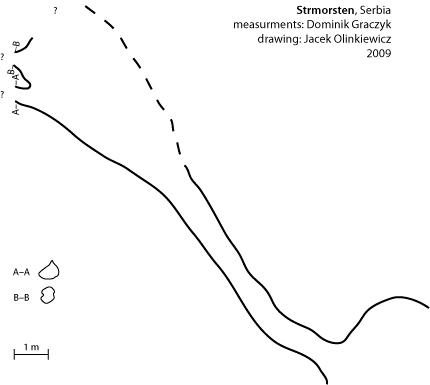 ?
Strmorsten, Serbia
measurments: Dominik Graczyk
drawing: Jacek Olinkiewicz
2009
–B
?
B
–A
?
A–
A–A
B–B
1 m